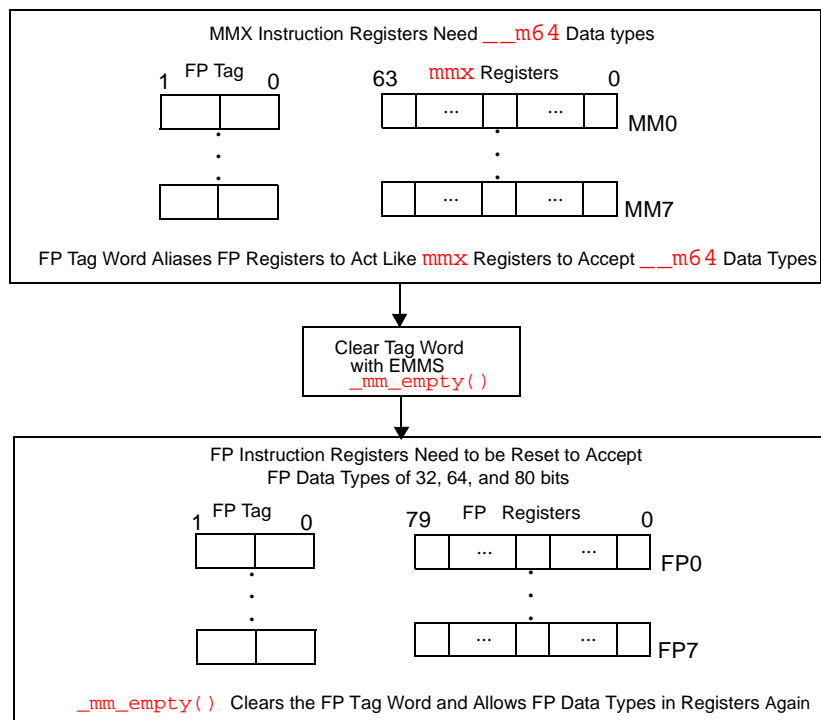 MMX Instruction Registers Need __m64 Data types
FP Tag
mmx Registers
1 0
63 0
... ...
MM0
... ...
MM7
FP Tag Word Aliases FP Registers to Act Like mmx Registers to Accept __m64 Data Types
Clear Tag Word
with EMMS
_mm_empty()
FP Instruction Registers Need to be Reset to Accept
FP Data Types of 32, 64, and 80 bits
FP Tag
FP Registers
1 0
79 0
... ...
FP0
... ...
FP7
_mm_empty() Clears the FP Tag Word and Allows FP Data Types in Registers Again